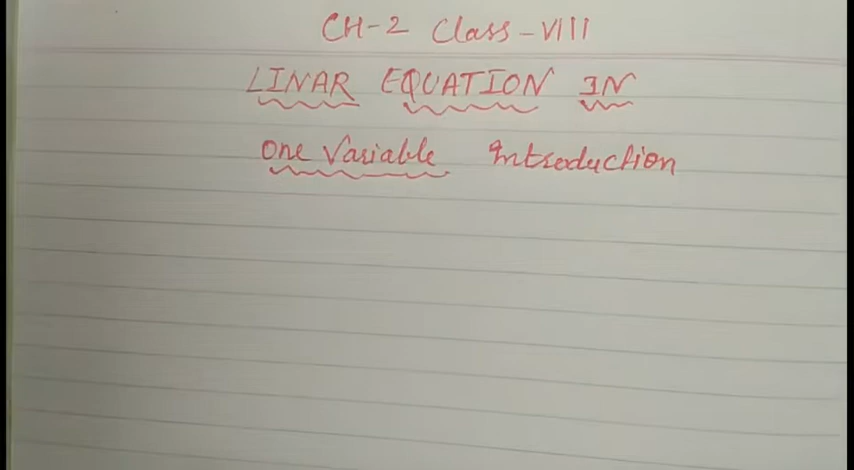 CH-2 Class-VIII
LINAR EQUATION IN
One Variable Introduction